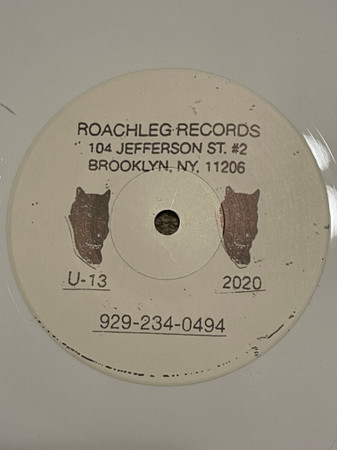 ROACHLEG RECORDS
104 JEFFERSON ST. #2
BROOKLYN, NY. 11206
U-13
2020
929-234-0494